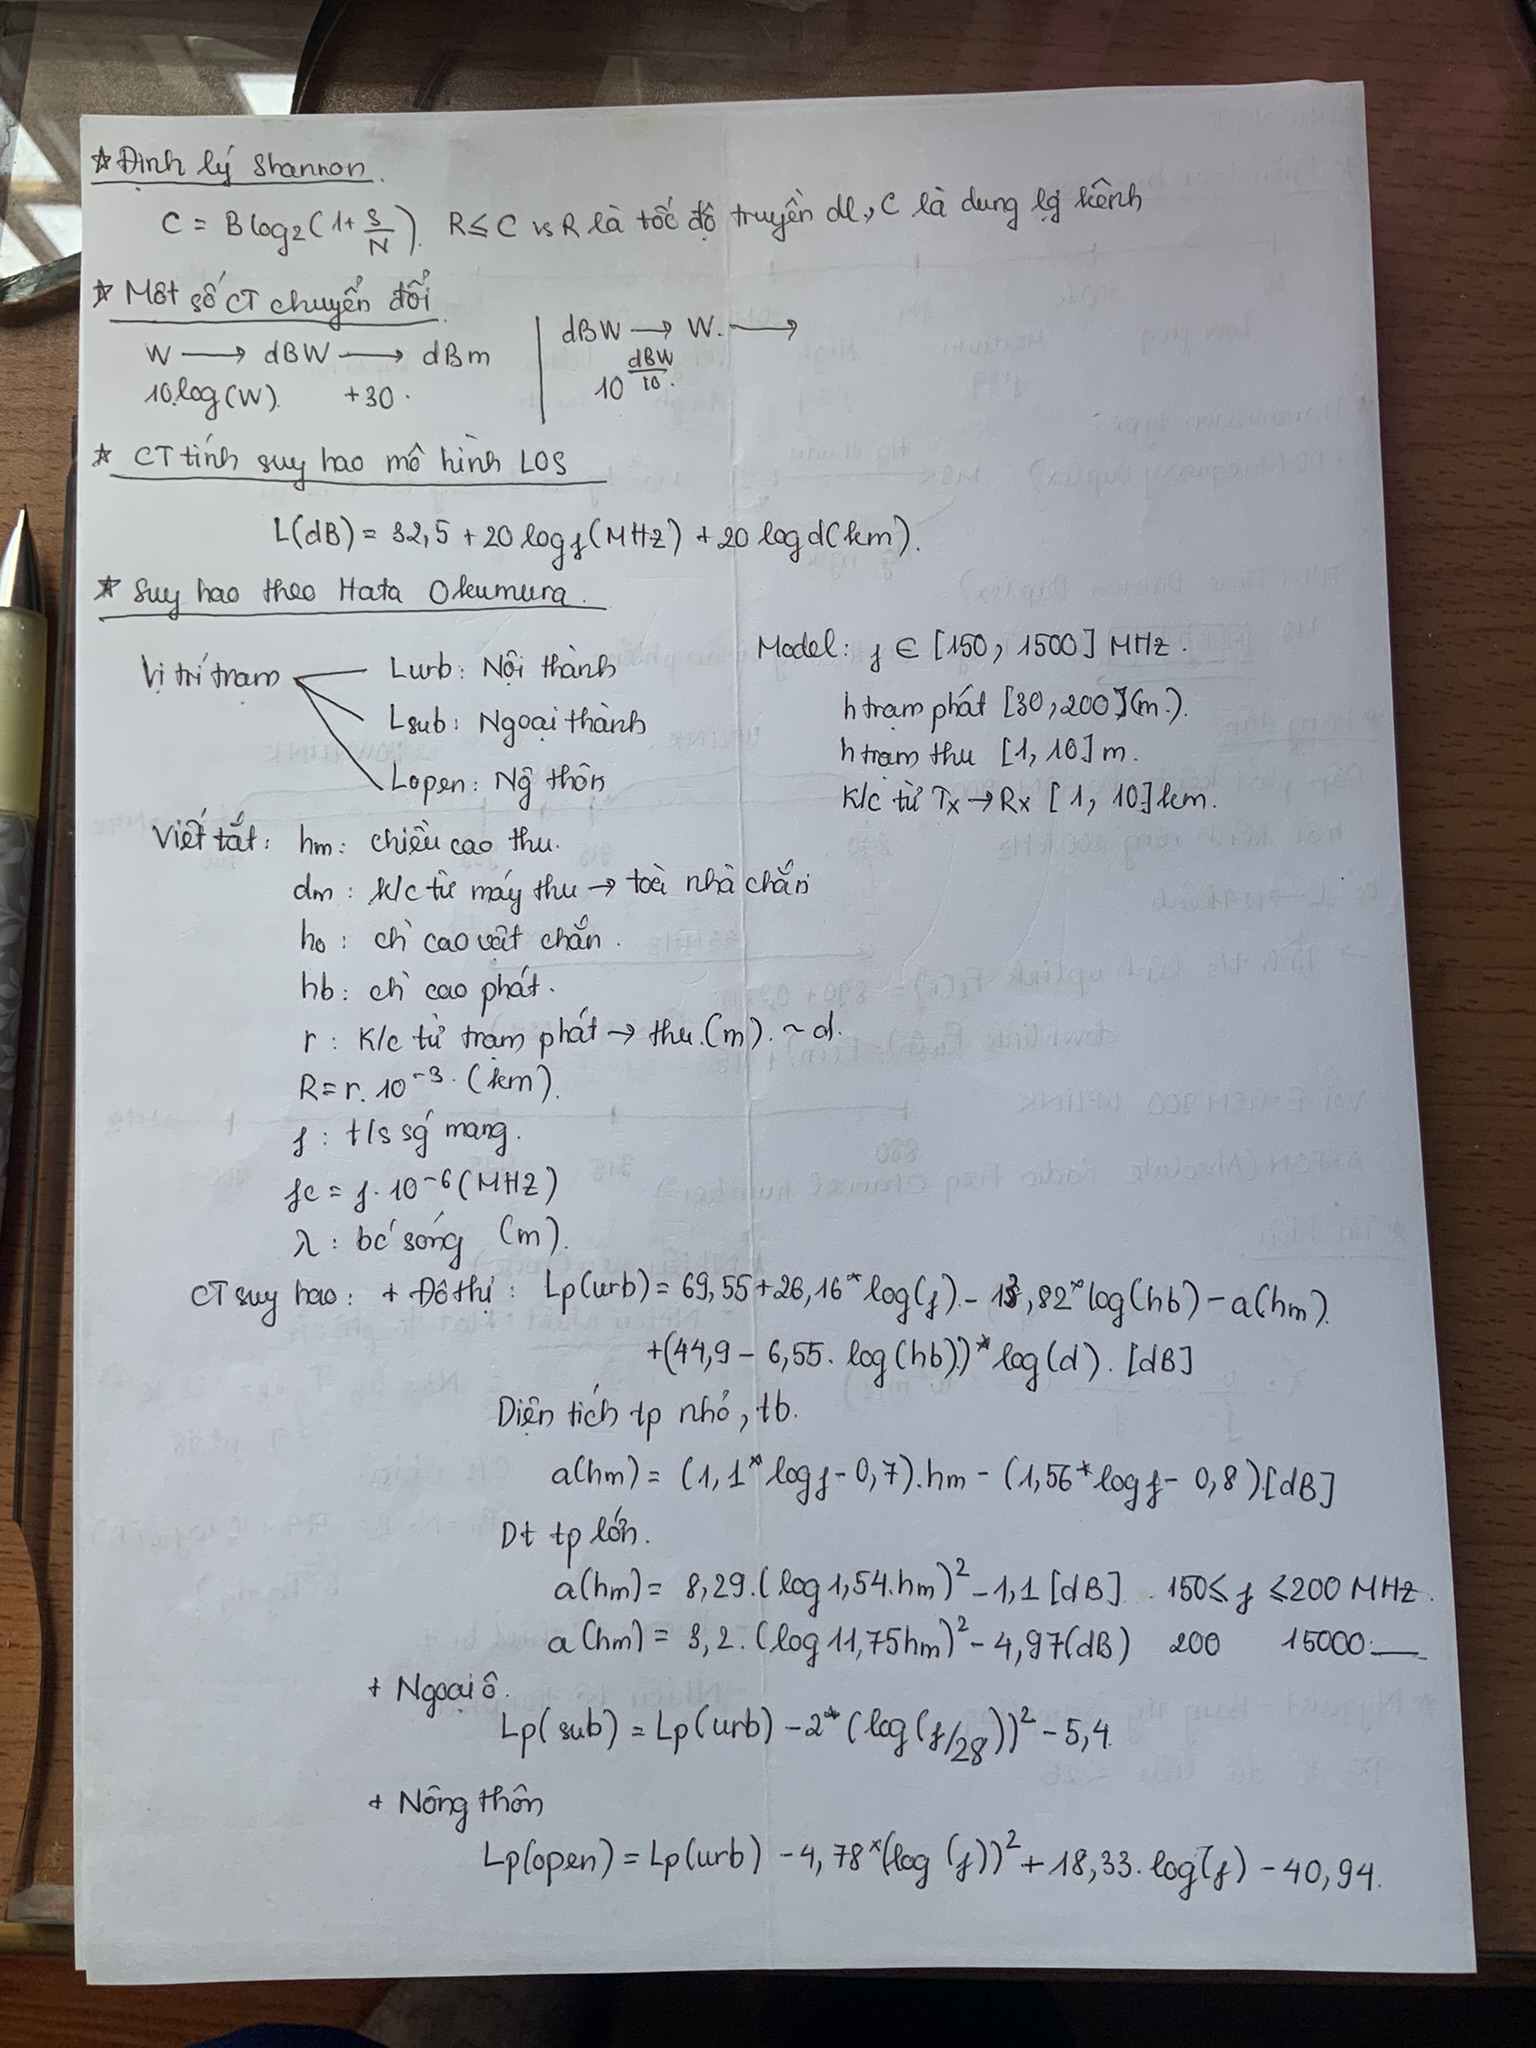 ☆ Định lý Shannon.
C = B log₂(1+ S/N). R ≤ C vs R là tốc độ truyền dl, C là dung lg kênh
☆ Một số CT chuyển đổi.
W → dBW → dBm | dBW → W. →
10.log(W). +30. | 10^(dBW/10).
☆ CT tính suy hao mô hình LOS
L(dB) = 32,5 + 20 log f(MHz) + 20 log d(km).
☆ Suy hao theo Hata Okumura.
Vị trí trạm
Lurb: Nội thành
Lsub: Ngoại thành
Lopen: Ng thôn
Model: f ∈ [150, 1500] MHz.
h trạm phát [30, 200](m).
h trạm thu [1, 10] m.
K/c từ Tx → Rx [1, 10] km.
Viết tắt: hm: chiều cao thu.
dm: k/c từ máy thu → toà nhà chắn
ho: ch` cao vật chắn.
hb: ch` cao phát.
r: K/c từ trạm phát → thu.(m). ~ d.
R = r. 10⁻³. (km).
f: t/s sg mang.
fc = f. 10⁻⁶ (MHz)
λ: bc' sóng (m).
CT suy hao: + Đô thị: Lp(urb) = 69,55 + 26,16*log(f) - 13,82*log(hb) - a(hm).
+(44,9 - 6,55. log(hb))*log(d). [dB]
Diện tích tp nhỏ, tb.
a(hm) = (1,1*log f - 0,7).hm - (1,56*log f - 0,8).[dB]
Dt tp lớn.
a(hm) = 8,29.(log 1,54.hm)² - 1,1 [dB] 150 ≤ f ≤ 200 MHz.
a(hm) = 3,2.(log 11,75hm)² - 4,97(dB) 200 15000
+ Ngoại ô.
Lp(sub) = Lp(urb) - 2*(log(f/28))² - 5,4.
+ Nông thôn
Lp(open) = Lp(urb) - 4,78*(log(f))² + 18,33.log(f) - 40,94.